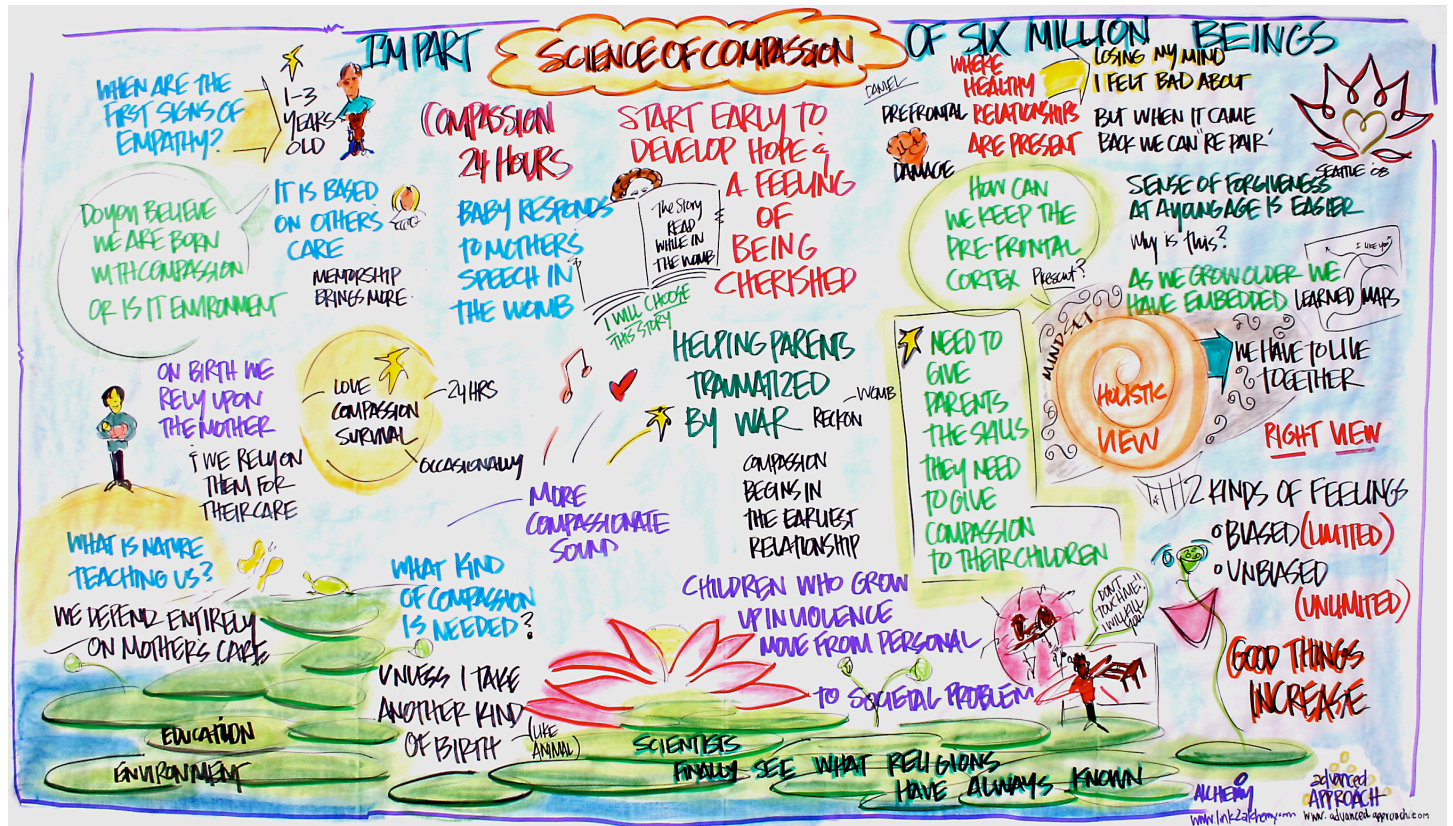 I'M PART
SCIENCE OF COMPASSION
OF SIX MILLION BEINGS
WHEN ARE THE
FIRST SIGNS OF
EMPATHY?
1-3
YEARS
OLD
COMPASSION
24 HOURS
START EARLY TO
DEVELOP HOPE &
A FEELING
OF
BEING
CHERISHED
DANIEL
PREFRONTAL
DAMAGE
WHERE
HEALTHY
RELATIONSHIPS
ARE PRESENT
LOSING MY MIND
I FELT BAD ABOUT
BUT WHEN IT CAME
BACK WE CAN "REPAIR"
SEATTLE '08
DO YOU BELIEVE
WE ARE BORN
WITH COMPASSION
OR IS IT ENVIRONMENT
IT IS BASED
ON OTHERS
CARE
MENTORSHIP
BRINGS MORE.
BABY RESPONDS
TO MOTHER'S
SPEECH IN
THE WOMB
The Story
READ
WHILE IN
THE WOMB
I WILL CHOOSE
THIS STORY
HOW CAN
WE KEEP THE
PRE-FRONTAL
CORTEX Present?
SENSE OF FORGIVENESS
AT A YOUNG AGE IS EASIER
Why is this?
AS WE GROW OLDER WE
HAVE EMBEDDED LEARNED MAPS
I LIKE YOU
ON BIRTH WE
RELY UPON
THE MOTHER
& WE RELY ON
THEM FOR
THEIR CARE
LOVE
COMPASSION
SURVIVAL
24 HRS
OCCASIONALLY
HELPING PARENTS
TRAUMATIZED
BY WAR
RECKON
WOMB
NEED TO
GIVE
PARENTS
THE SKILLS
THEY NEED
TO GIVE
COMPASSION
TO THEIR CHILDREN
MINDSET
HOLISTIC
VIEW
WE HAVE TO LIVE
TOGETHER
RIGHT VIEW
MORE
COMPASSIONATE
SOUND
COMPASSION
BEGINS IN
THE EARLIEST
RELATIONSHIP
2 KINDS OF FEELINGS
BIASED (LIMITED)
UNBIASED
(UNLIMITED)
GOOD THINGS
INCREASE
WHAT IS NATURE
TEACHING US?
WE DEPEND ENTIRELY
ON MOTHER'S CARE
WHAT KIND
OF COMPASSION
IS NEEDED?
UNLESS I TAKE
ANOTHER KIND
OF BIRTH
(LIKE
ANIMAL)
CHILDREN WHO GROW
UP IN VIOLENCE
MOVE FROM PERSONAL
TO SOCIETAL PROBLEM
DON'T
TOUCH ME!!
I WILL KILL
you!
EDUCATION
ENVIRONMENT
SCIENTISTS
FINALLY SEE WHAT RELIGIONS
HAVE ALWAYS KNOWN
ALCHEMY
www.link2alchemy.com
advanced
APPROACH
www.advancedapproach.com